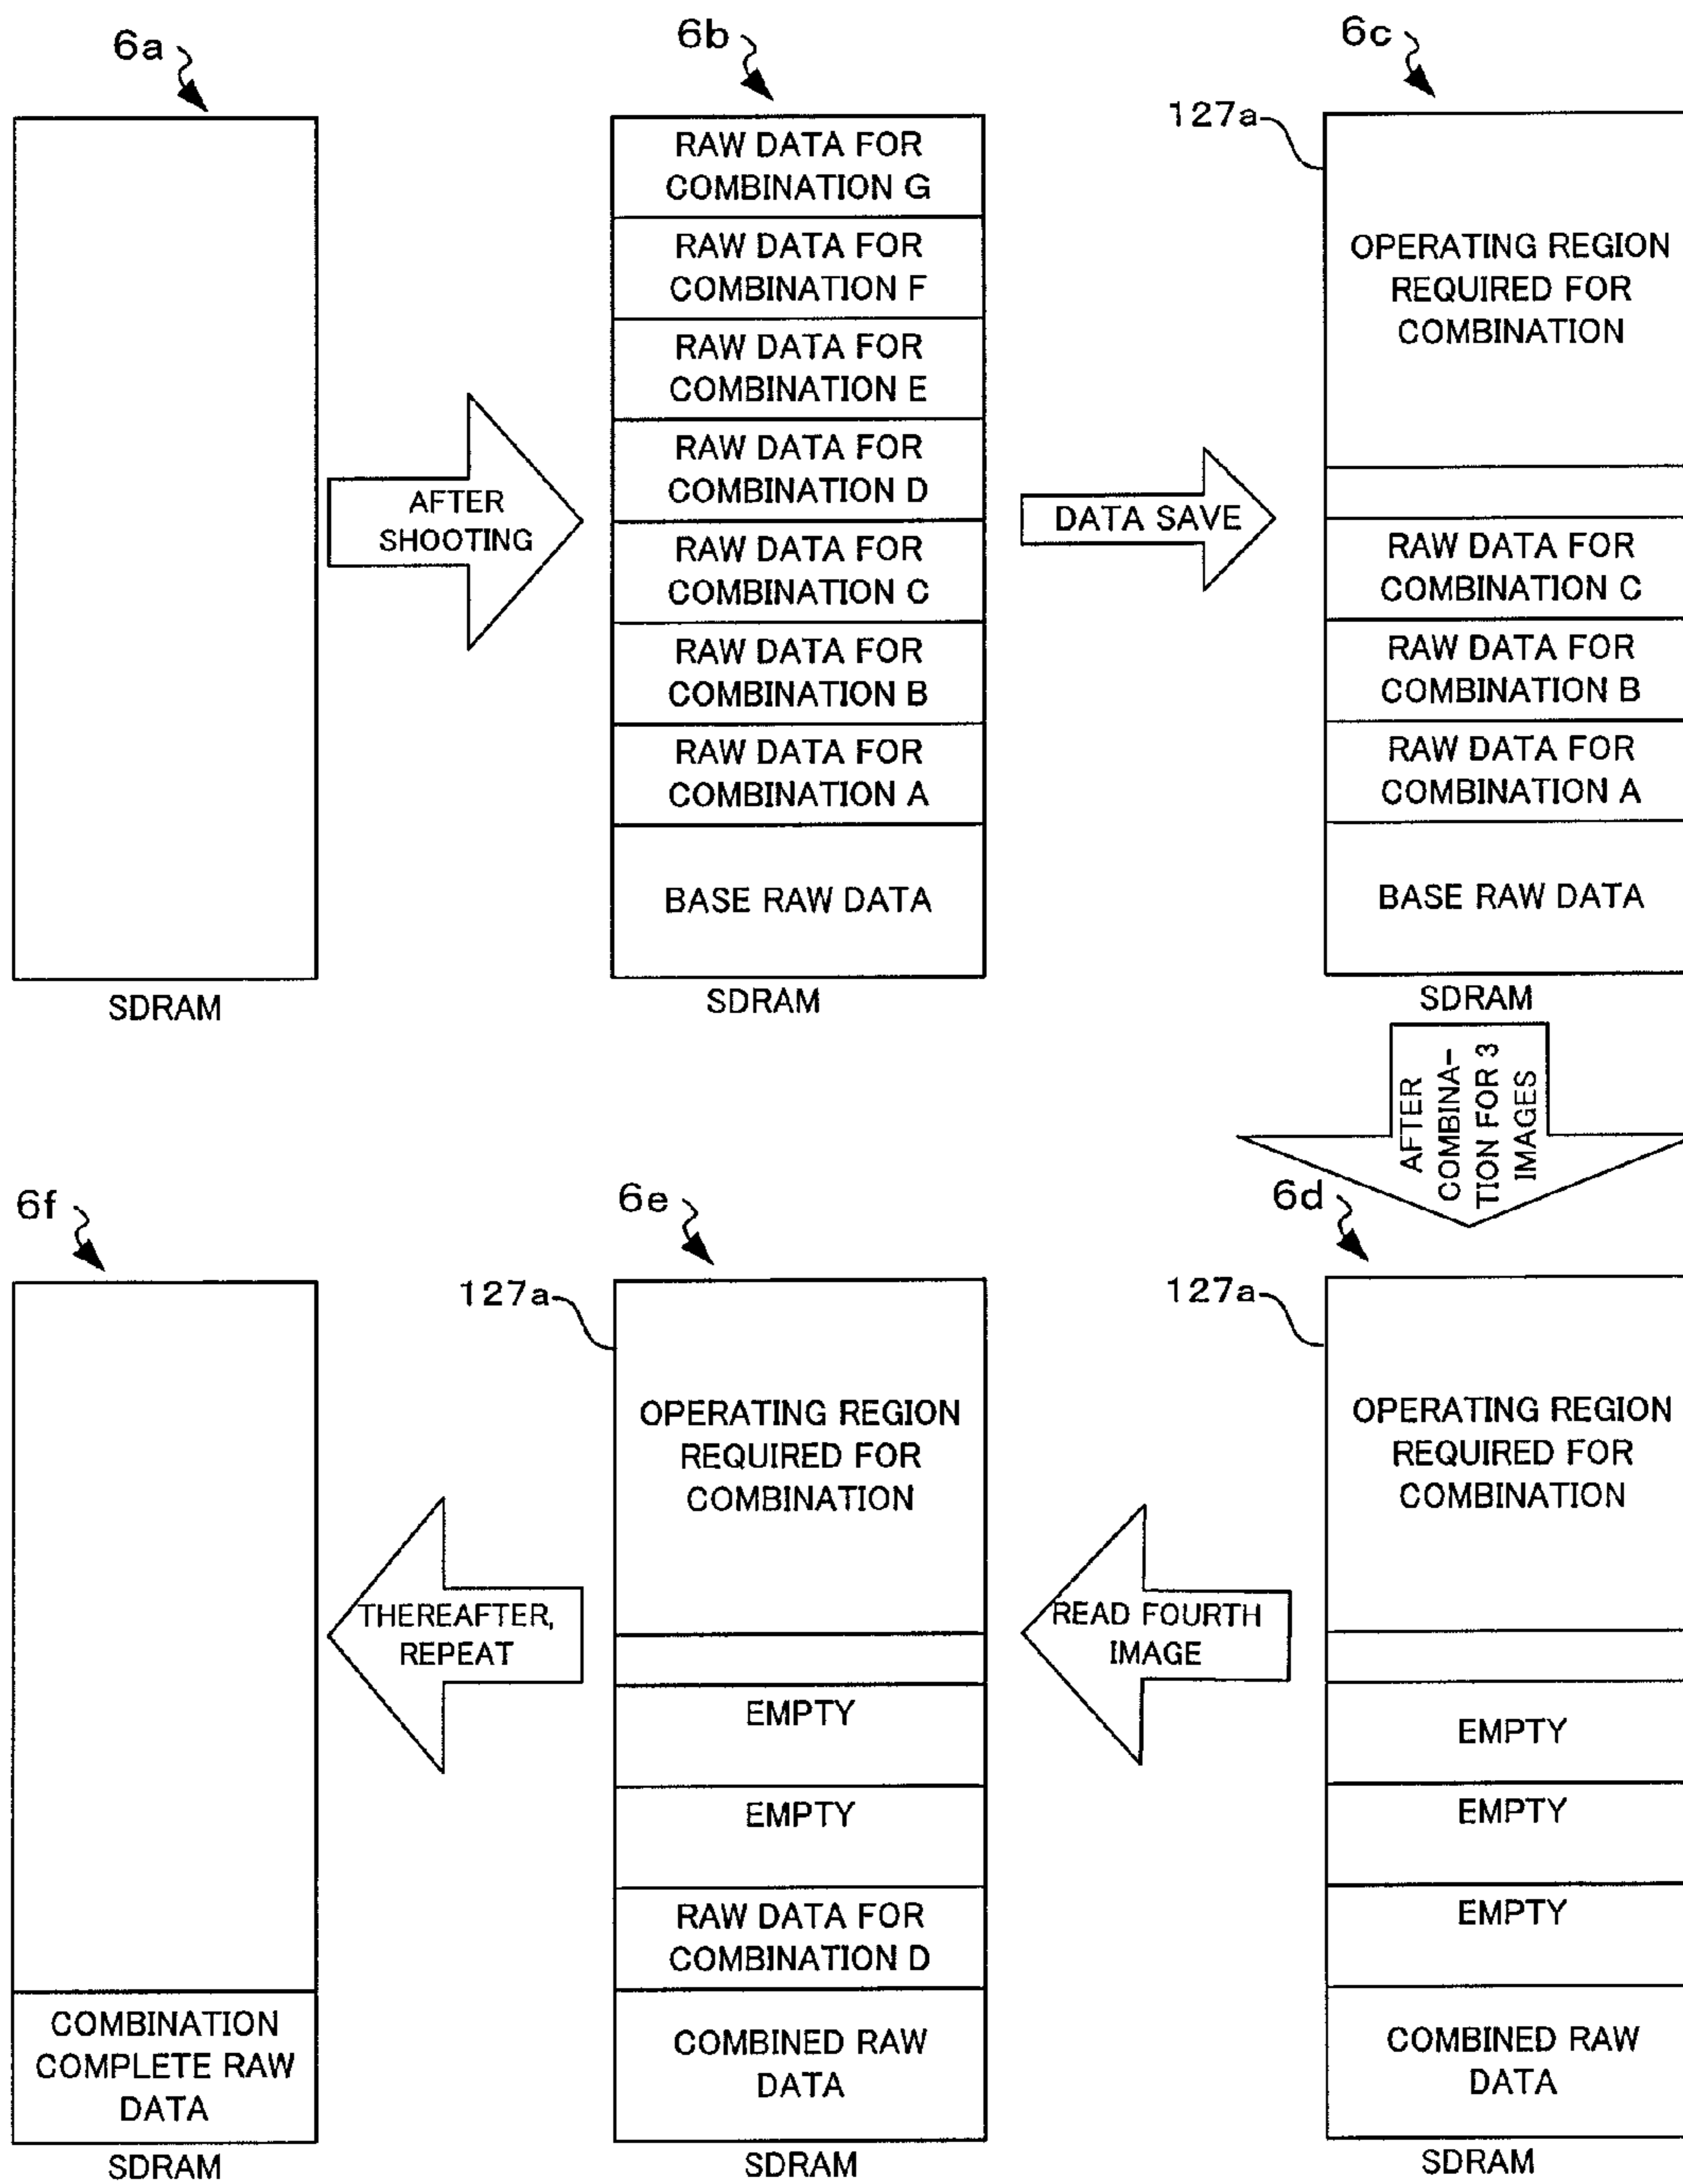 6a
SDRAM
AFTER
SHOOTING
6b
RAW DATA FOR
COMBINATION G
RAW DATA FOR
COMBINATION F
RAW DATA FOR
COMBINATION E
RAW DATA FOR
COMBINATION D
RAW DATA FOR
COMBINATION C
RAW DATA FOR
COMBINATION B
RAW DATA FOR
COMBINATION A
BASE RAW DATA
SDRAM
DATA SAVE
6c
127a
OPERATING REGION
REQUIRED FOR
COMBINATION
RAW DATA FOR
COMBINATION C
RAW DATA FOR
COMBINATION B
RAW DATA FOR
COMBINATION A
BASE RAW DATA
SDRAM
AFTER
COMBINA-
TION FOR 3
IMAGES
6d
127a
OPERATING REGION
REQUIRED FOR
COMBINATION
EMPTY
EMPTY
EMPTY
COMBINED RAW
DATA
SDRAM
READ FOURTH
IMAGE
6e
127a
OPERATING REGION
REQUIRED FOR
COMBINATION
EMPTY
EMPTY
RAW DATA FOR
COMBINATION D
COMBINED RAW
DATA
SDRAM
THEREAFTER,
REPEAT
6f
COMBINATION
COMPLETE RAW
DATA
SDRAM